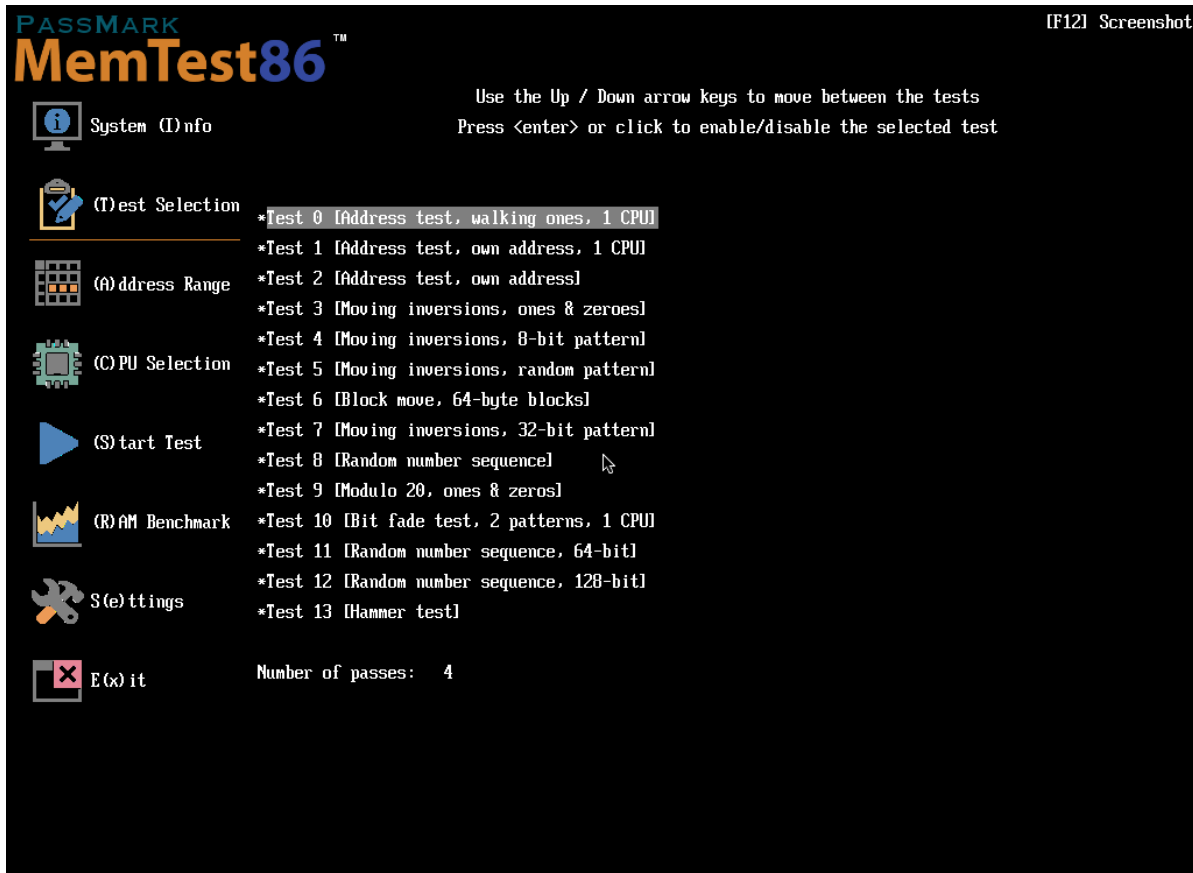 PASSMARK
MemTest86™
[F12] Screenshot
Use the Up / Down arrow keys to move between the tests
Press <enter> or click to enable/disable the selected test
System (I)nfo
(T)est Selection
(A)ddress Range
(C)PU Selection
(S)tart Test
(R)AM Benchmark
S(e)ttings
E(x)it
*Test 0 [Address test, walking ones, 1 CPU]
*Test 1 [Address test, own address, 1 CPU]
*Test 2 [Address test, own address]
*Test 3 [Moving inversions, ones & zeroes]
*Test 4 [Moving inversions, 8-bit pattern]
*Test 5 [Moving inversions, random pattern]
*Test 6 [Block move, 64-byte blocks]
*Test 7 [Moving inversions, 32-bit pattern]
*Test 8 [Random number sequence]
*Test 9 [Modulo 20, ones & zeros]
*Test 10 [Bit fade test, 2 patterns, 1 CPU]
*Test 11 [Random number sequence, 64-bit]
*Test 12 [Random number sequence, 128-bit]
*Test 13 [Hammer test]
Number of passes: 4